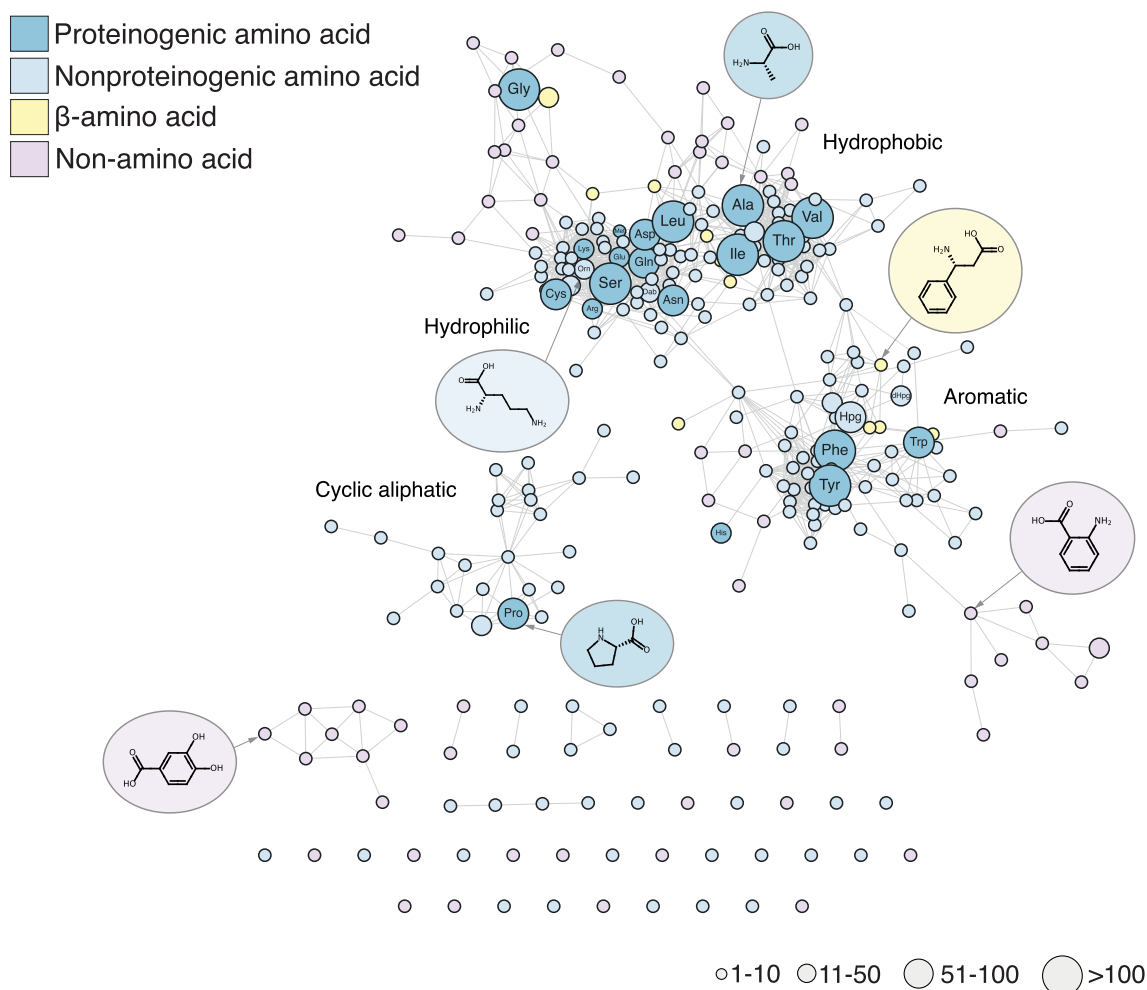 Proteinogenic amino acid
Nonproteinogenic amino acid
β-amino acid
Non-amino acid
Gly
O
OH
H₂N
Hydrophobic
Ala
Val
Leu
Thr
Ile
Met
Asp
Lys
Glu
Gln
Orn
Ser
Dab
Cys
Asn
Arg
HO
H₂N
O
Hydrophilic
OH
O
H₂N
NH₂
dHpg
Aromatic
Hpg
Trp
Phe
Tyr
His
Cyclic aliphatic
O
HO
NH₂
Pro
H
N
OH
O
OH
O
OH
HO
1-10
11-50
51-100
>100